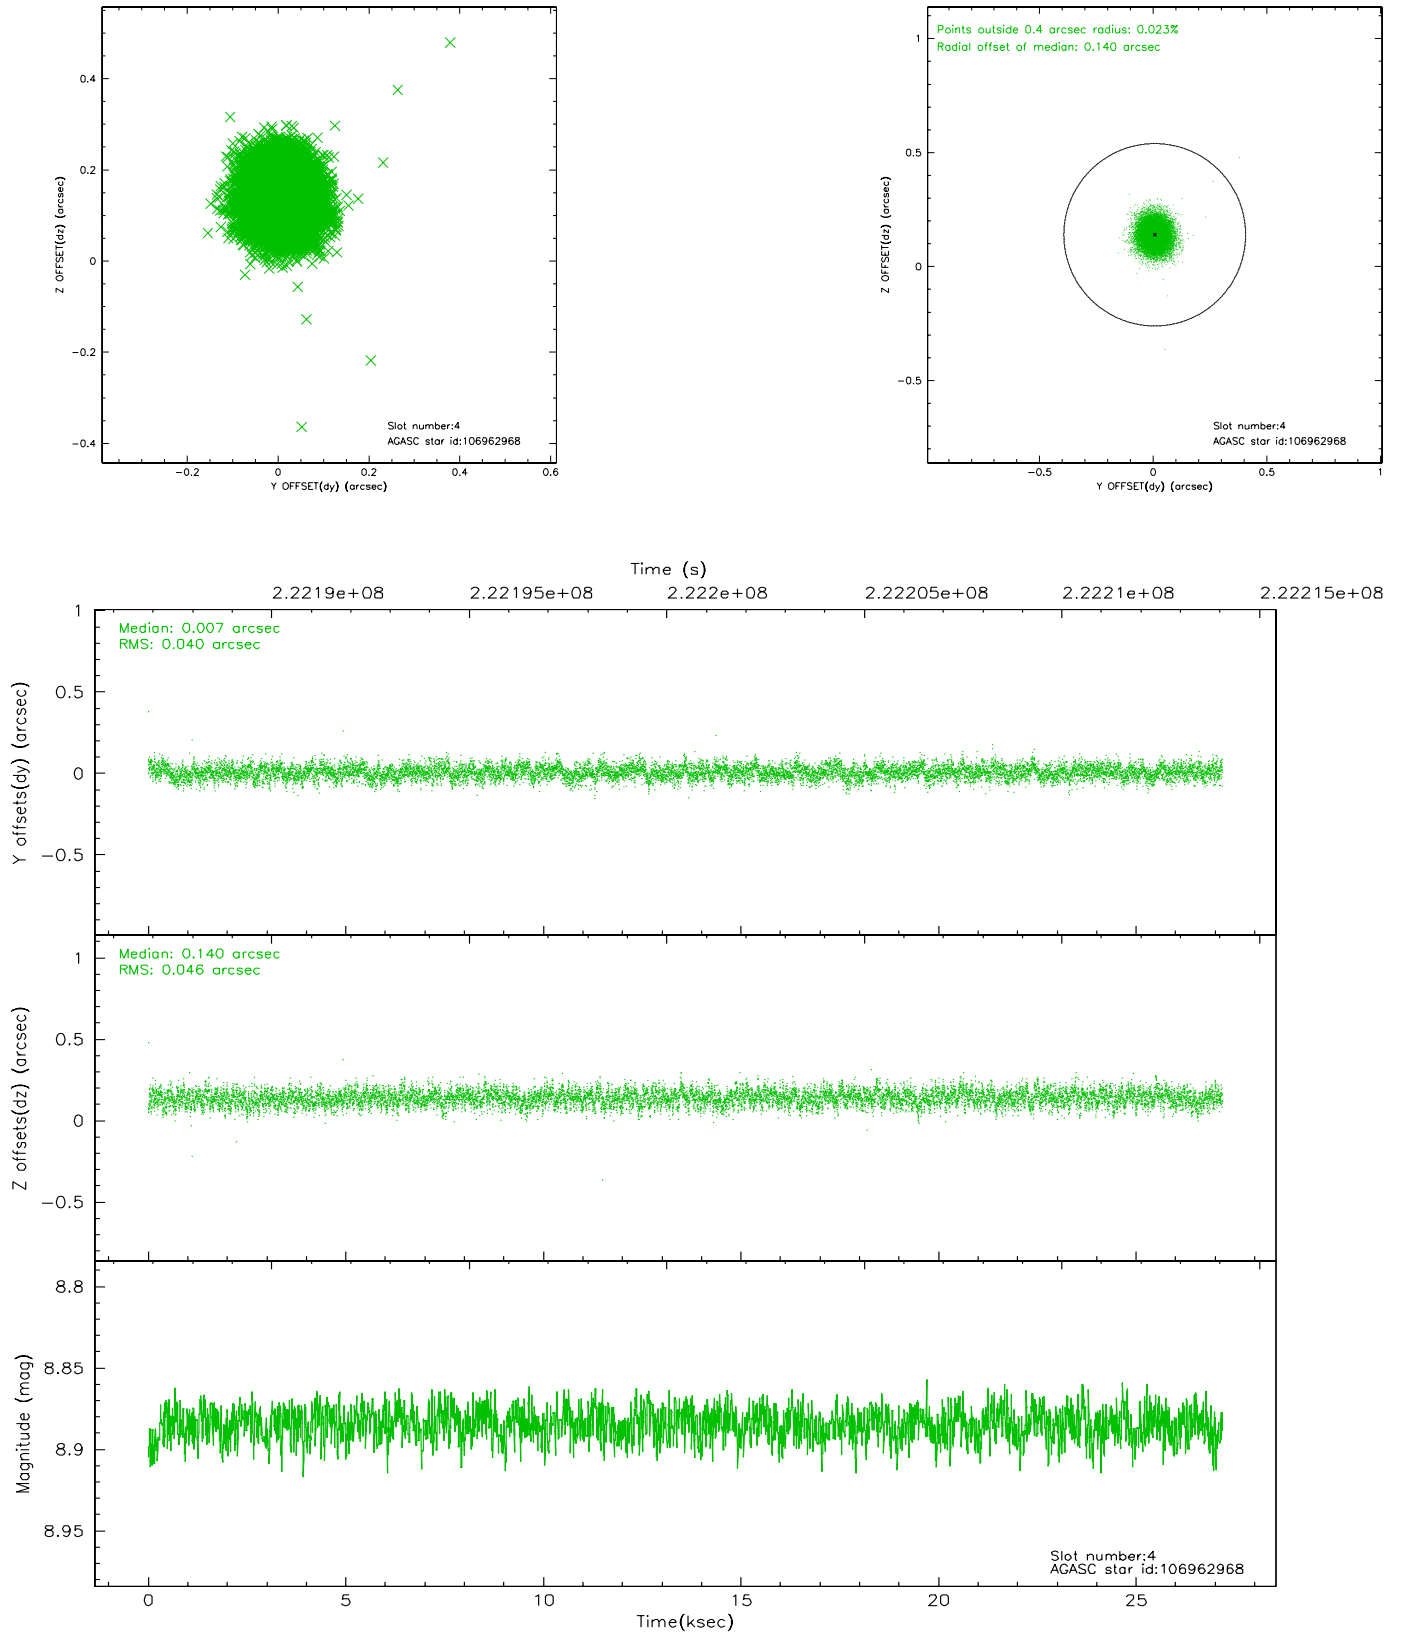 0.4
0.2
0
−0.2
−0.4
Z OFFSET(dz) (arcsec)
Slot number:4
AGASC star id:106962968
−0.2 0 0.2 0.4 0.6
Y OFFSET(dy) (arcsec)
Points outside 0.4 arcsec radius: 0.023%
Radial offset of median: 0.140 arcsec
1
0.5
0
−0.5
Z OFFSET(dz) (arcsec)
Slot number:4
AGASC star id:106962968
−0.5 0 0.5 1
Y OFFSET(dy) (arcsec)
Time (s)
2.2219e+08 2.22195e+08 2.222e+08 2.22205e+08 2.2221e+08 2.22215e+08
Median: 0.007 arcsec
RMS: 0.040 arcsec
1
0.5
0
−0.5
Y offsets(dy) (arcsec)
Median: 0.140 arcsec
RMS: 0.046 arcsec
1
0.5
0
−0.5
Z offsets(dz) (arcsec)
8.8
8.85
8.9
8.95
Magnitude (mag)
Slot number:4
AGASC star id:106962968
0 5 10 15 20 25
Time(ksec)